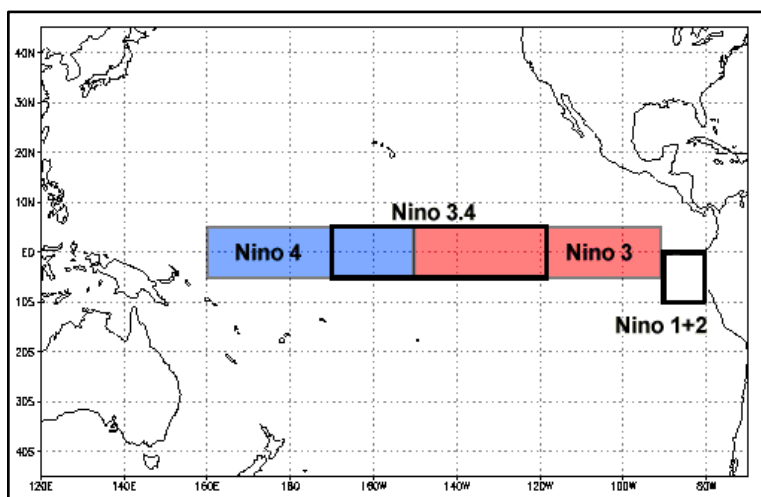 40N
30N
20N
10N
EQ
10S
20S
30S
40S
Nino 3.4
Nino 4
Nino 3
Nino 1+2
120E
140E
160E
180
160W
140W
120W
100W
80W